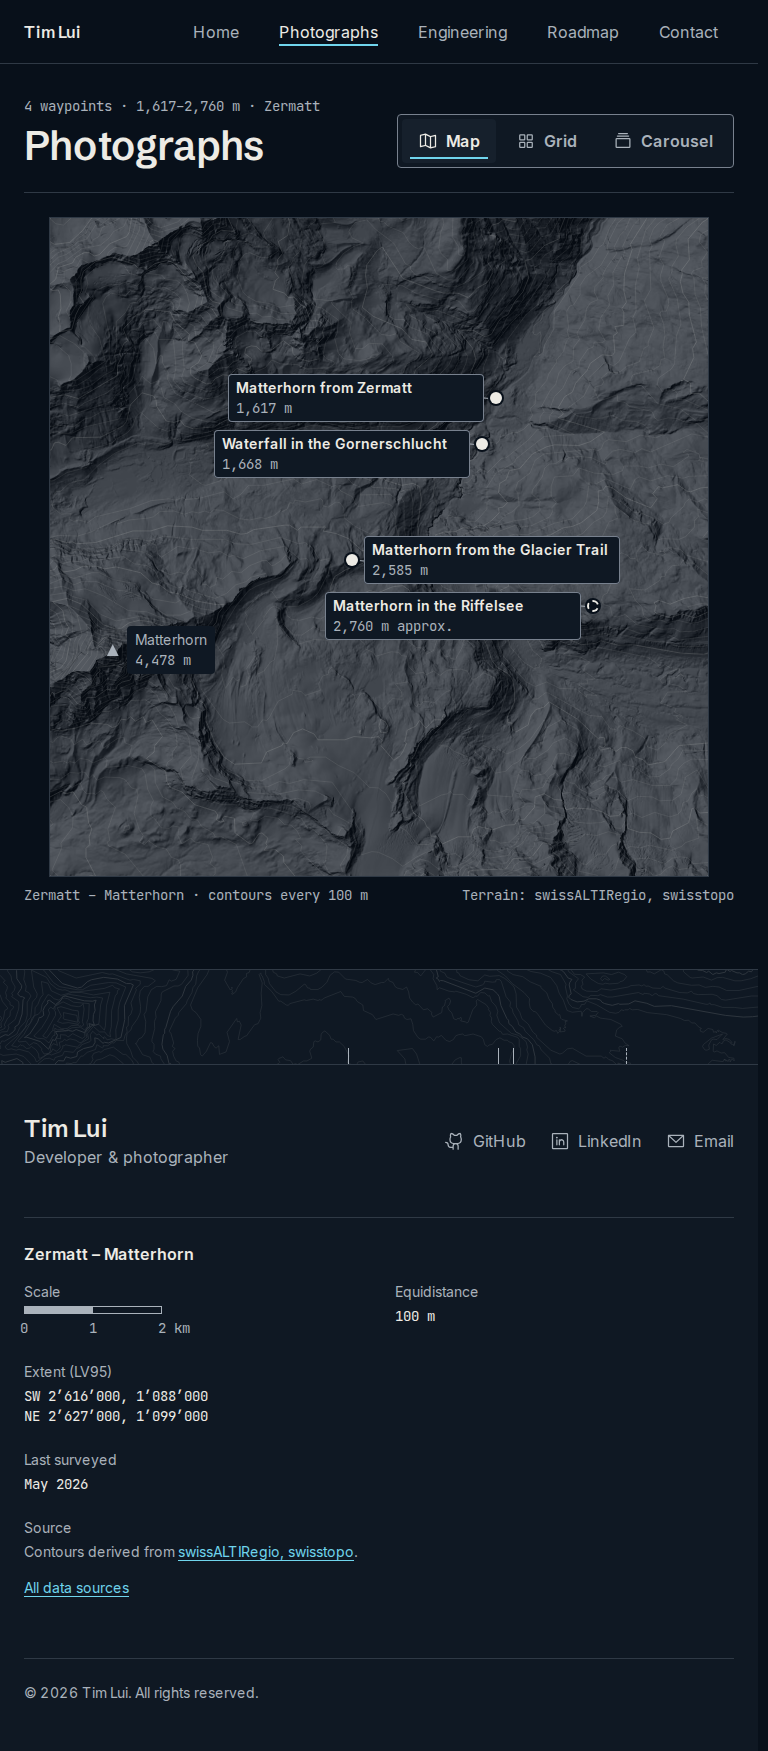 Tim Lui
Home
Photographs
Engineering
Roadmap
Contact
4 waypoints · 1,617–2,760 m · Zermatt
Photographs
Map
Grid
Carousel
Matterhorn from Zermatt
1,617 m
Waterfall in the Gornerschlucht
1,668 m
Matterhorn from the Glacier Trail
2,585 m
Matterhorn in the Riffelsee
2,760 m approx.
Matterhorn
4,478 m
Zermatt – Matterhorn · contours every 100 m
Terrain: swissALTIRegio, swisstopo
Tim Lui
Developer & photographer
GitHub
LinkedIn
Email
Zermatt – Matterhorn
Scale
0 1 2 km
Equidistance
100 m
Extent (LV95)
SW 2’616’000, 1’088’000
NE 2’627’000, 1’099’000
Last surveyed
May 2026
Source
Contours derived from swissALTIRegio, swisstopo.
All data sources
© 2026 Tim Lui. All rights reserved.